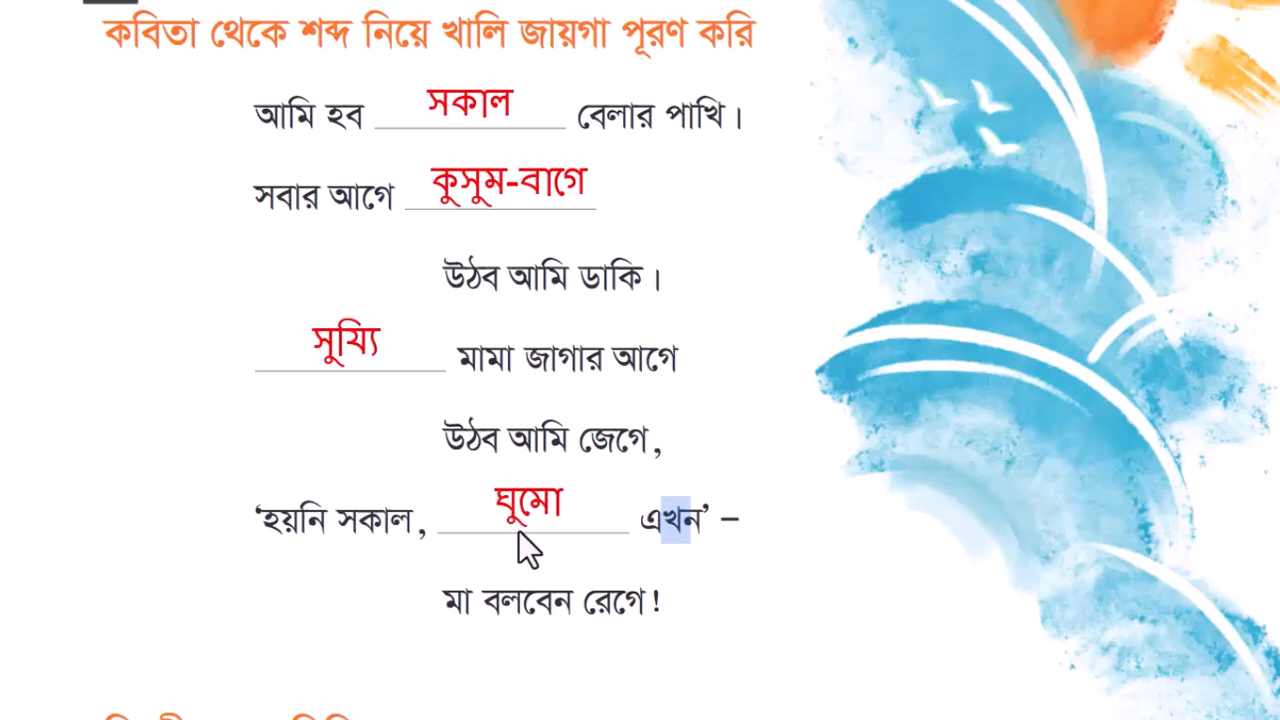 কবিতা থেকে শব্দ নিয়ে খালি জায়গা পূরণ করি
আমি হব সকাল বেলার পাখি।
সবার আগে কুসুম-বাগে
উঠব আমি ডাকি।
সুয্যি মামা জাগার আগে
উঠব আমি জেগে,
‘হয়নি সকাল, ঘুমো এখন’ –
মা বলবেন রেগে!